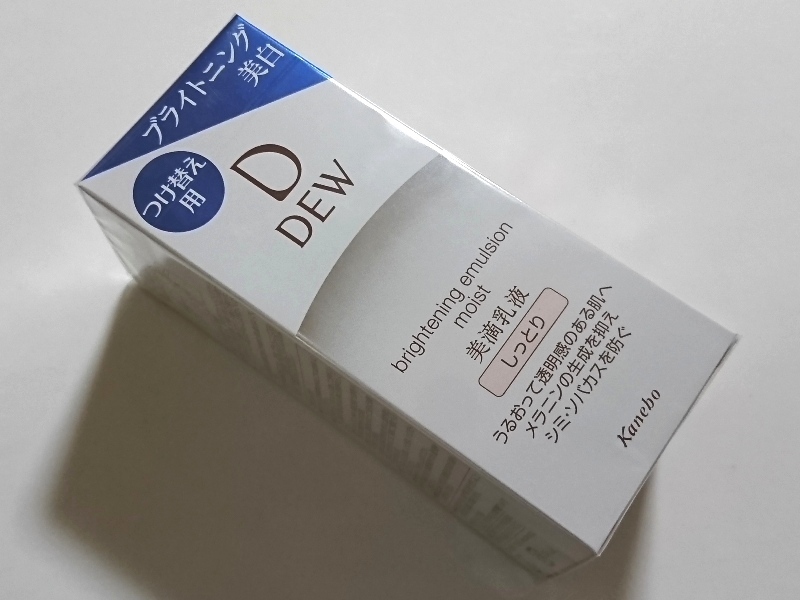 ブライトニング
美白
つけ替え
用
D
DEW
brightening emulsion
moist
美滴乳液
しっとり
うるおって透明感のある肌へ
メラニンの生成を抑え
シミ・ソバカスを防ぐ
Kanebo